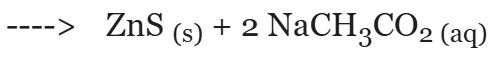 ----> ZnS (s) + 2 NaCH₃CO₂ (aq)